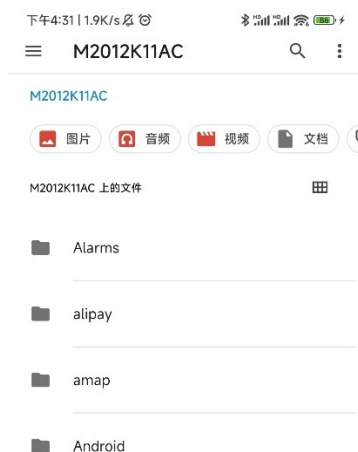 下午4:31 | 1.9K/s
M2012K11AC
M2012K11AC
图片 音频 视频 文档
M2012K11AC 上的文件
Alarms
alipay
amap
Android